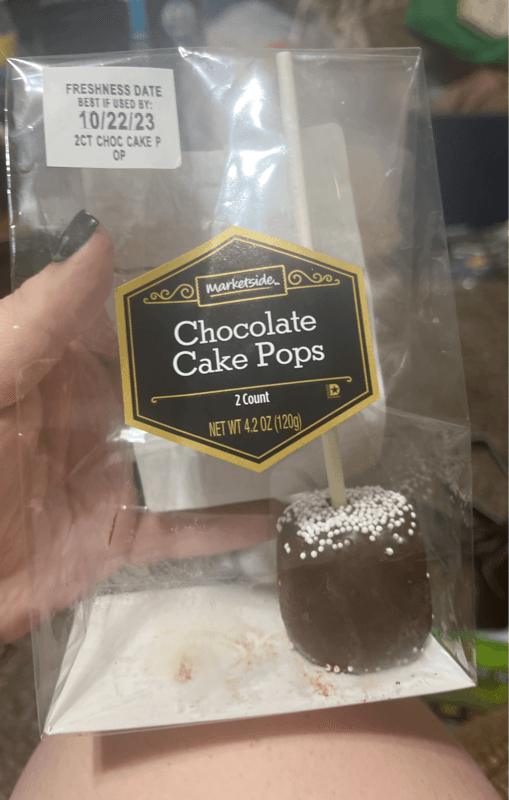 FRESHNESS DATE
BEST IF USED BY:
10/22/23
2CT CHOC CAKE P
OP
Marketside™
Chocolate
Cake Pops
2 Count
D
NET WT 4.2 OZ (120g)